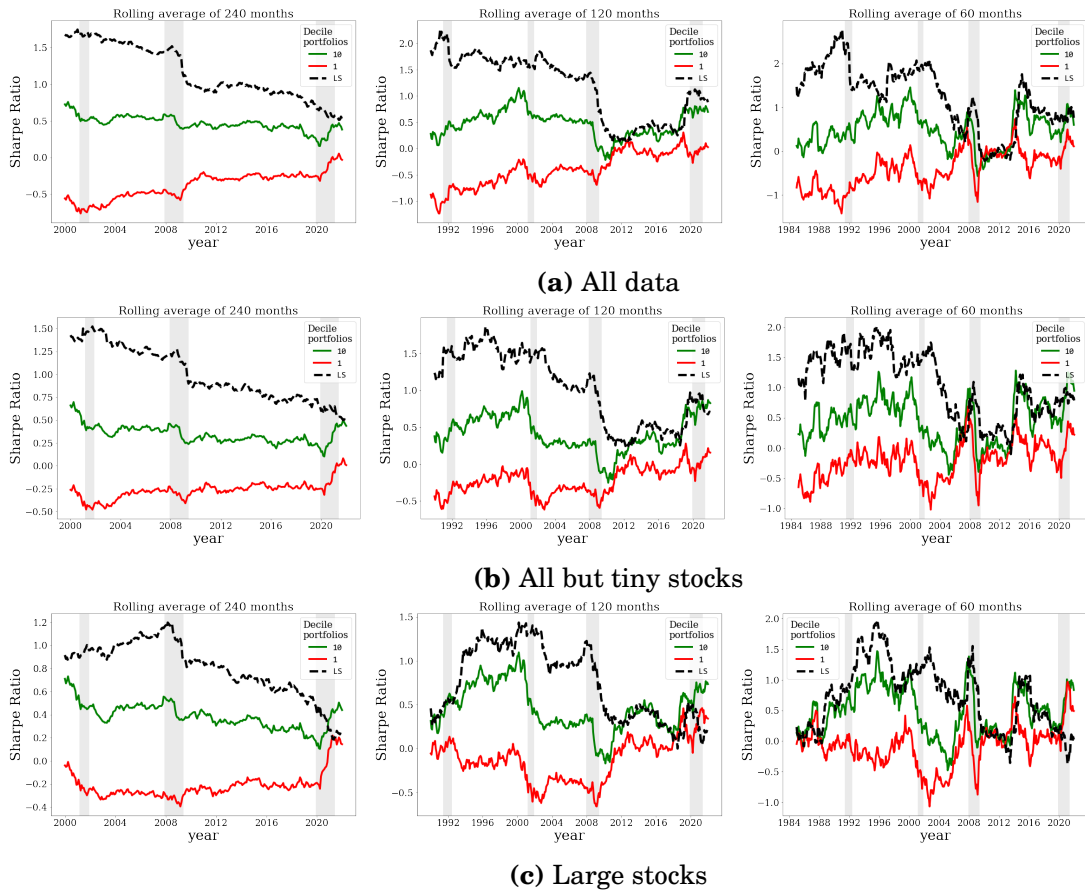 Rolling average of 240 months
Sharpe Ratio
1.5
1.0
0.5
0.0
−0.5
2000
2004
2008
2012
2016
2020
year
Decile
portfolios
10
1
LS
Rolling average of 120 months
Sharpe Ratio
2.0
1.5
1.0
0.5
0.0
−0.5
−1.0
1992
1996
2000
2004
2008
2012
2016
2020
year
Decile
portfolios
10
1
LS
Rolling average of 60 months
Sharpe Ratio
2
1
0
−1
1984
1988
1992
1996
2000
2004
2008
2012
2016
2020
year
Decile
portfolios
10
1
LS
(a) All data
Rolling average of 240 months
Sharpe Ratio
1.50
1.25
1.00
0.75
0.50
0.25
0.00
−0.25
−0.50
2000
2004
2008
2012
2016
2020
year
Decile
portfolios
10
1
LS
Rolling average of 120 months
Sharpe Ratio
1.5
1.0
0.5
0.0
−0.5
1992
1996
2000
2004
2008
2012
2016
2020
year
Decile
portfolios
10
1
LS
Rolling average of 60 months
Sharpe Ratio
2.0
1.5
1.0
0.5
0.0
−0.5
−1.0
1984
1988
1992
1996
2000
2004
2008
2012
2016
2020
year
Decile
portfolios
10
1
LS
(b) All but tiny stocks
Rolling average of 240 months
Sharpe Ratio
1.2
1.0
0.8
0.6
0.4
0.2
0.0
−0.2
−0.4
2000
2004
2008
2012
2016
2020
year
Decile
portfolios
10
1
LS
Rolling average of 120 months
Sharpe Ratio
1.5
1.0
0.5
0.0
−0.5
1992
1996
2000
2004
2008
2012
2016
2020
year
Decile
portfolios
10
1
LS
Rolling average of 60 months
Sharpe Ratio
2.0
1.5
1.0
0.5
0.0
−0.5
−1.0
1984
1988
1992
1996
2000
2004
2008
2012
2016
2020
year
Decile
portfolios
10
1
LS
(c) Large stocks